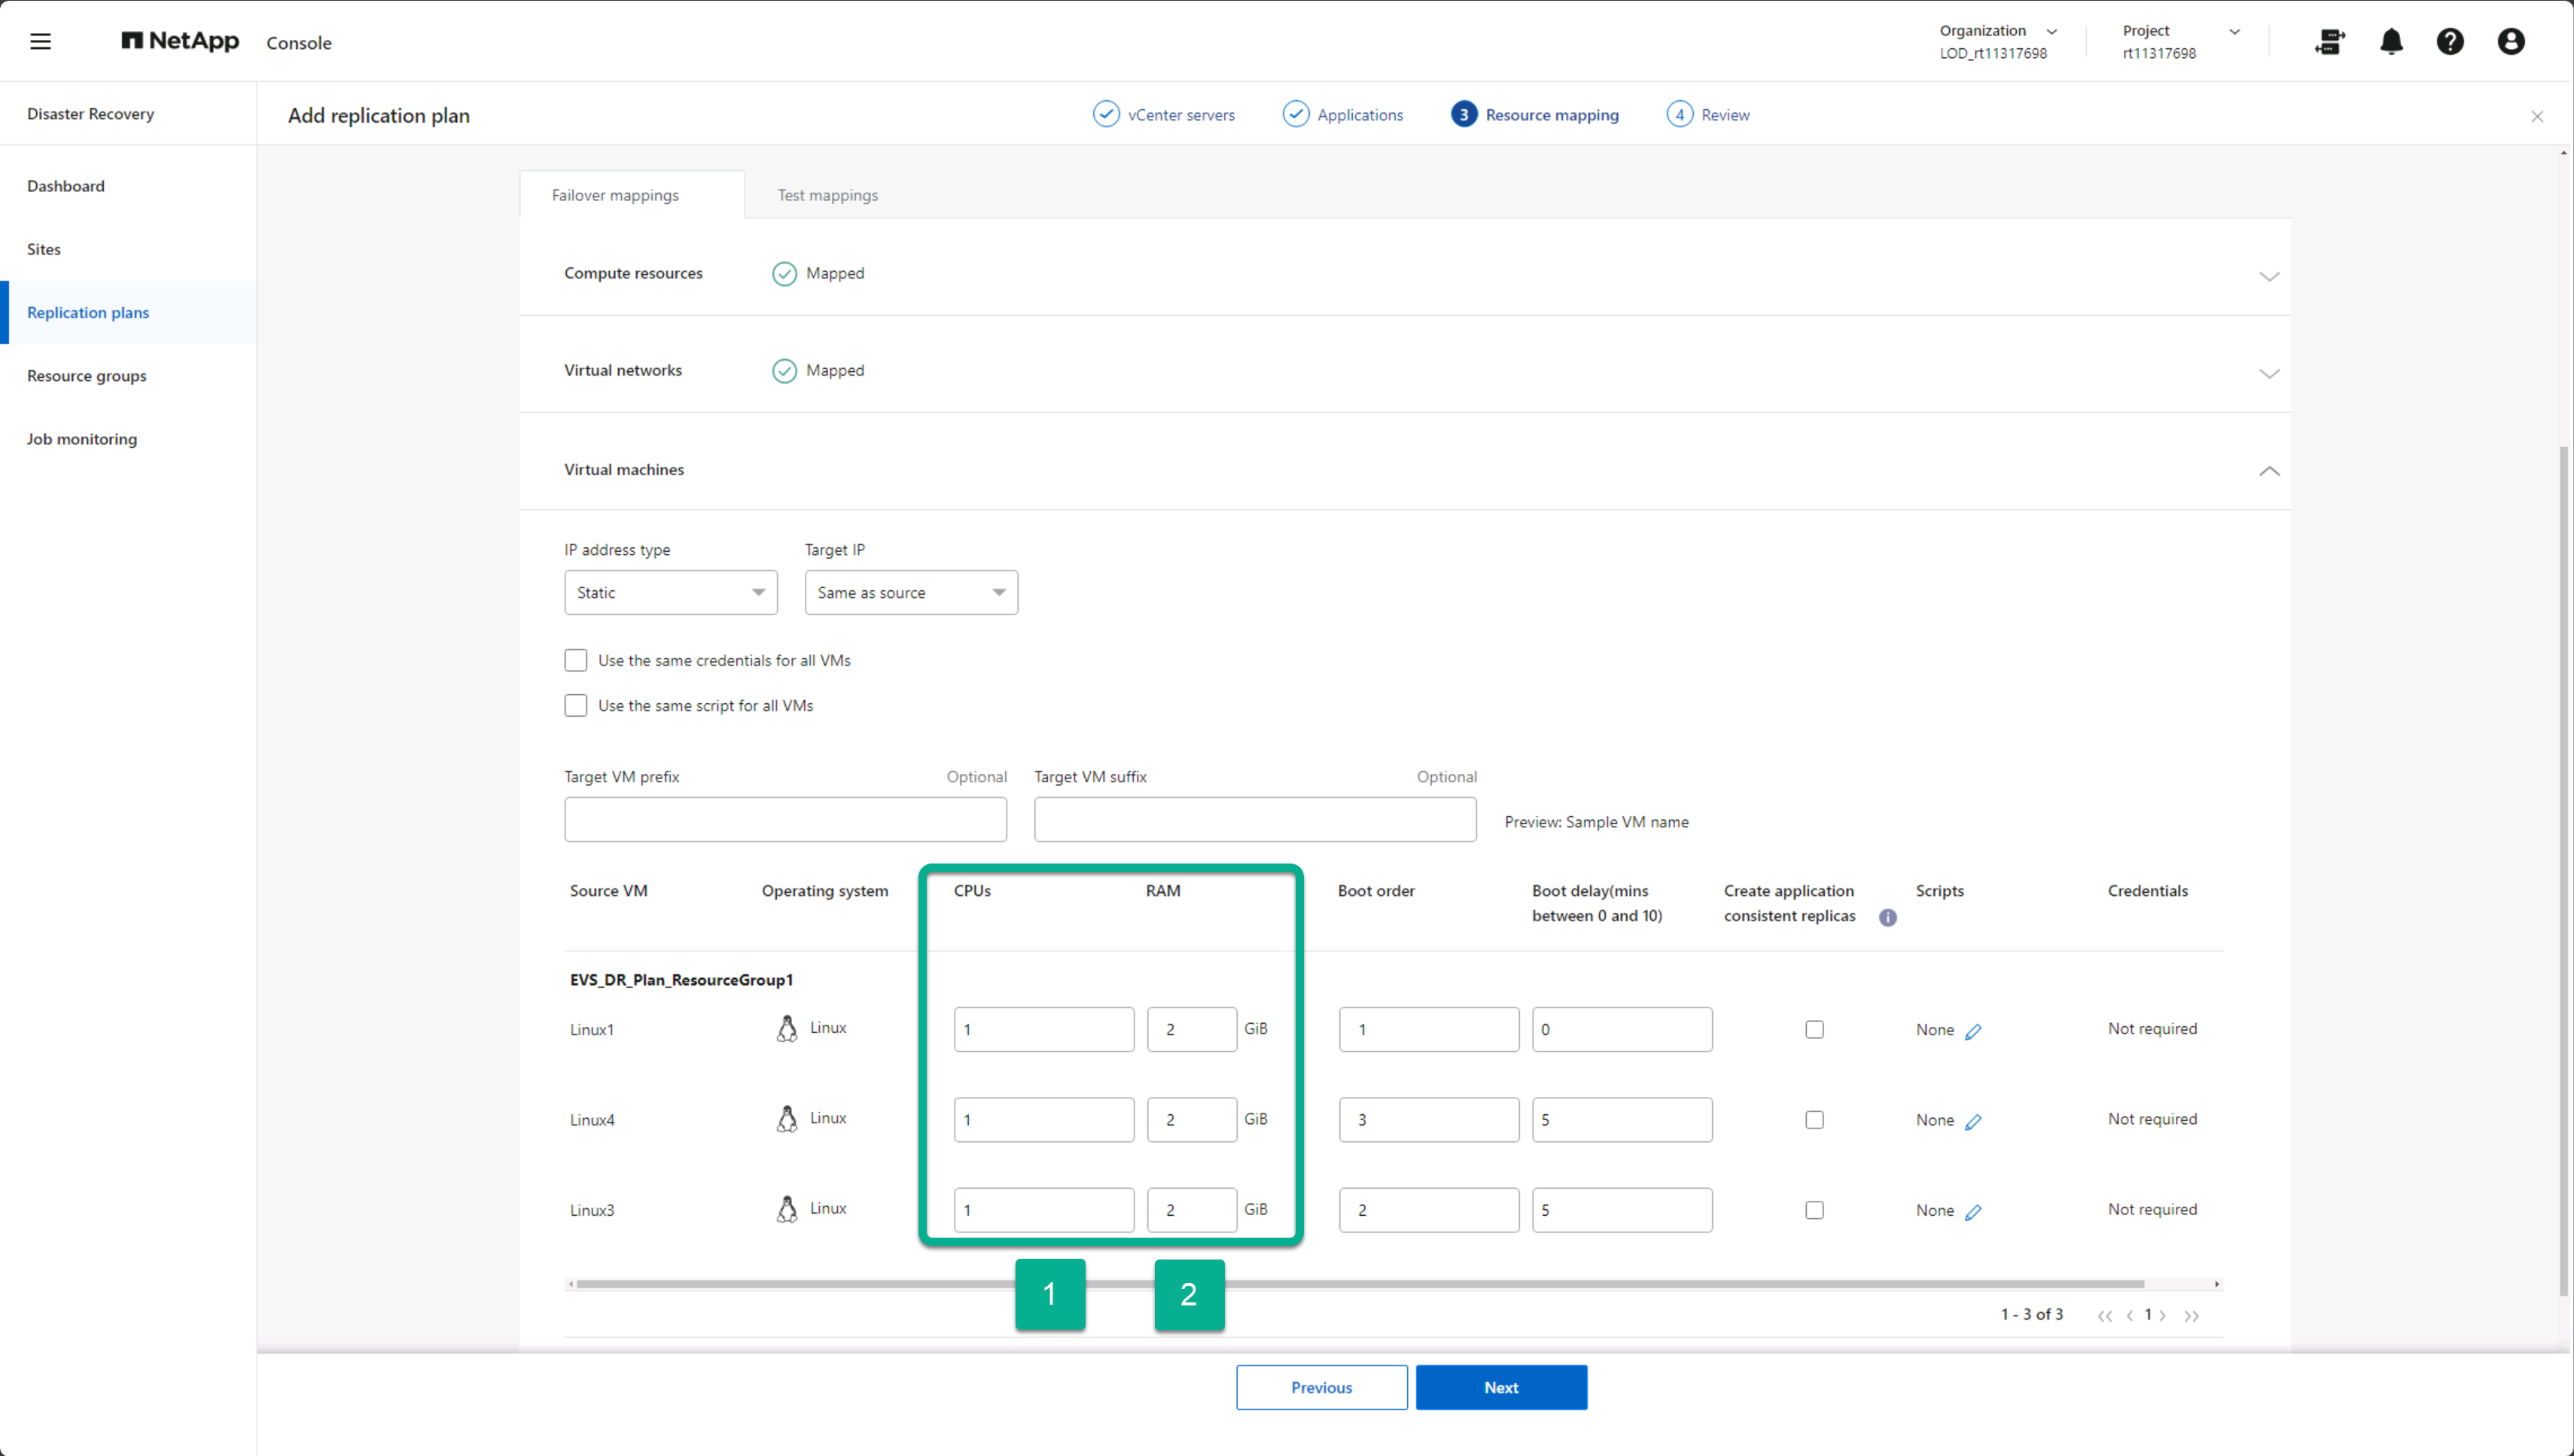 NetApp Console
Organization
LOD_rt11317698
Project
rt11317698
Disaster Recovery
Add replication plan
vCenter servers
Applications
3 Resource mapping
4 Review
Dashboard
Sites
Replication plans
Resource groups
Job monitoring
Failover mappings
Test mappings
Compute resources Mapped
Virtual networks Mapped
Virtual machines
IP address type Target IP
Static Same as source
Use the same credentials for all VMs
Use the same script for all VMs
Target VM prefix Optional Target VM suffix Optional
Preview: Sample VM name
Source VM Operating system CPUs RAM Boot order Boot delay(mins between 0 and 10) Create application consistent replicas Scripts Credentials
EVS_DR_Plan_ResourceGroup1
Linux1 Linux 1 2 GiB 1 0 None Not required
Linux4 Linux 1 2 GiB 3 5 None Not required
Linux3 Linux 1 2 GiB 2 5 None Not required
1 2
1 - 3 of 3 << < 1 > >>
Previous Next